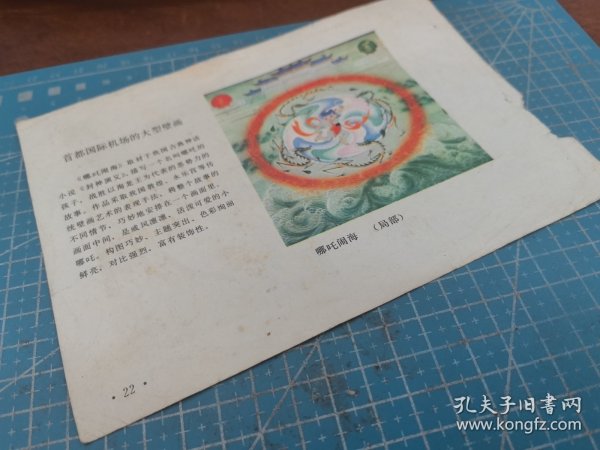 首都国际机场的大型壁画
《哪吒闹海》取材于我国古典神话
小说《封神演义》，描写一个名叫哪吒的
孩子，战胜以海龙王为代表的恶势力的
故事。作品采取我国敦煌、永乐宫等传
统壁画艺术的表现手法，将整个故事的
不同情节，巧妙地安排在一个画面里。
画面中间，是威风凛凛、活泼可爱的小
哪吒。构图巧妙、主题突出，色彩绚丽
鲜亮，对比强烈，富有装饰性。
哪吒闹海 （局部）
· 22 ·
孔夫子旧书网
www.kongfz.com